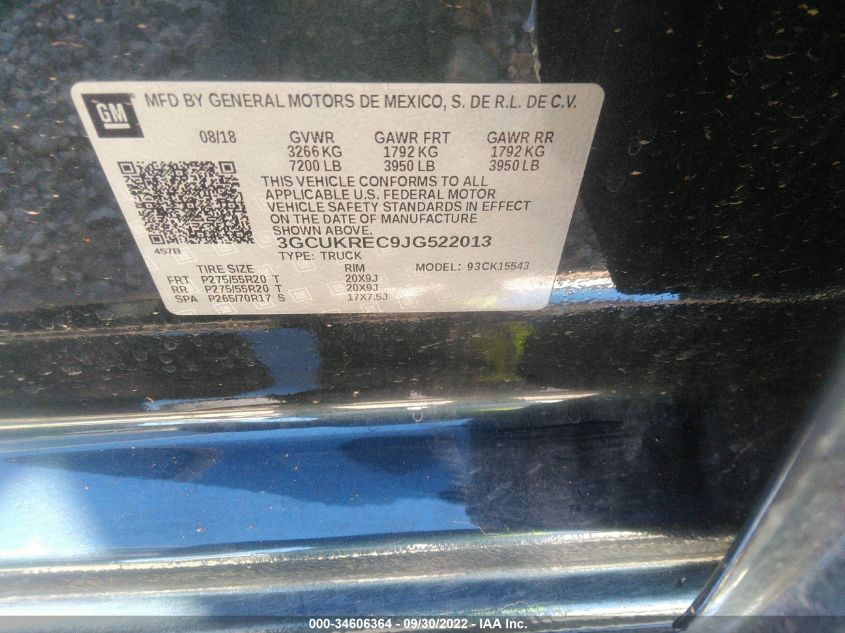 GM
MFD BY GENERAL MOTORS DE MEXICO, S. DE R.L. DE C.V.
08/18 GVWR GAWR FRT GAWR RR
3266 KG 1792 KG 1792 KG
7200 LB 3950 LB 3950 LB
THIS VEHICLE CONFORMS TO ALL
APPLICABLE U.S. FEDERAL MOTOR
VEHICLE SAFETY STANDARDS IN EFFECT
ON THE DATE OF MANUFACTURE
SHOWN ABOVE.
457B
3GCUKREC9JG522013
TYPE: TRUCK MODEL: 93CK15543
TIRE SIZE RIM
FRT P275/55R20 T 20X9J
RR P275/55R20 T 20X9J
SPA P265/70R17 S 17X7.5J
000-34606364 - 09/30/2022 - IAA Inc.